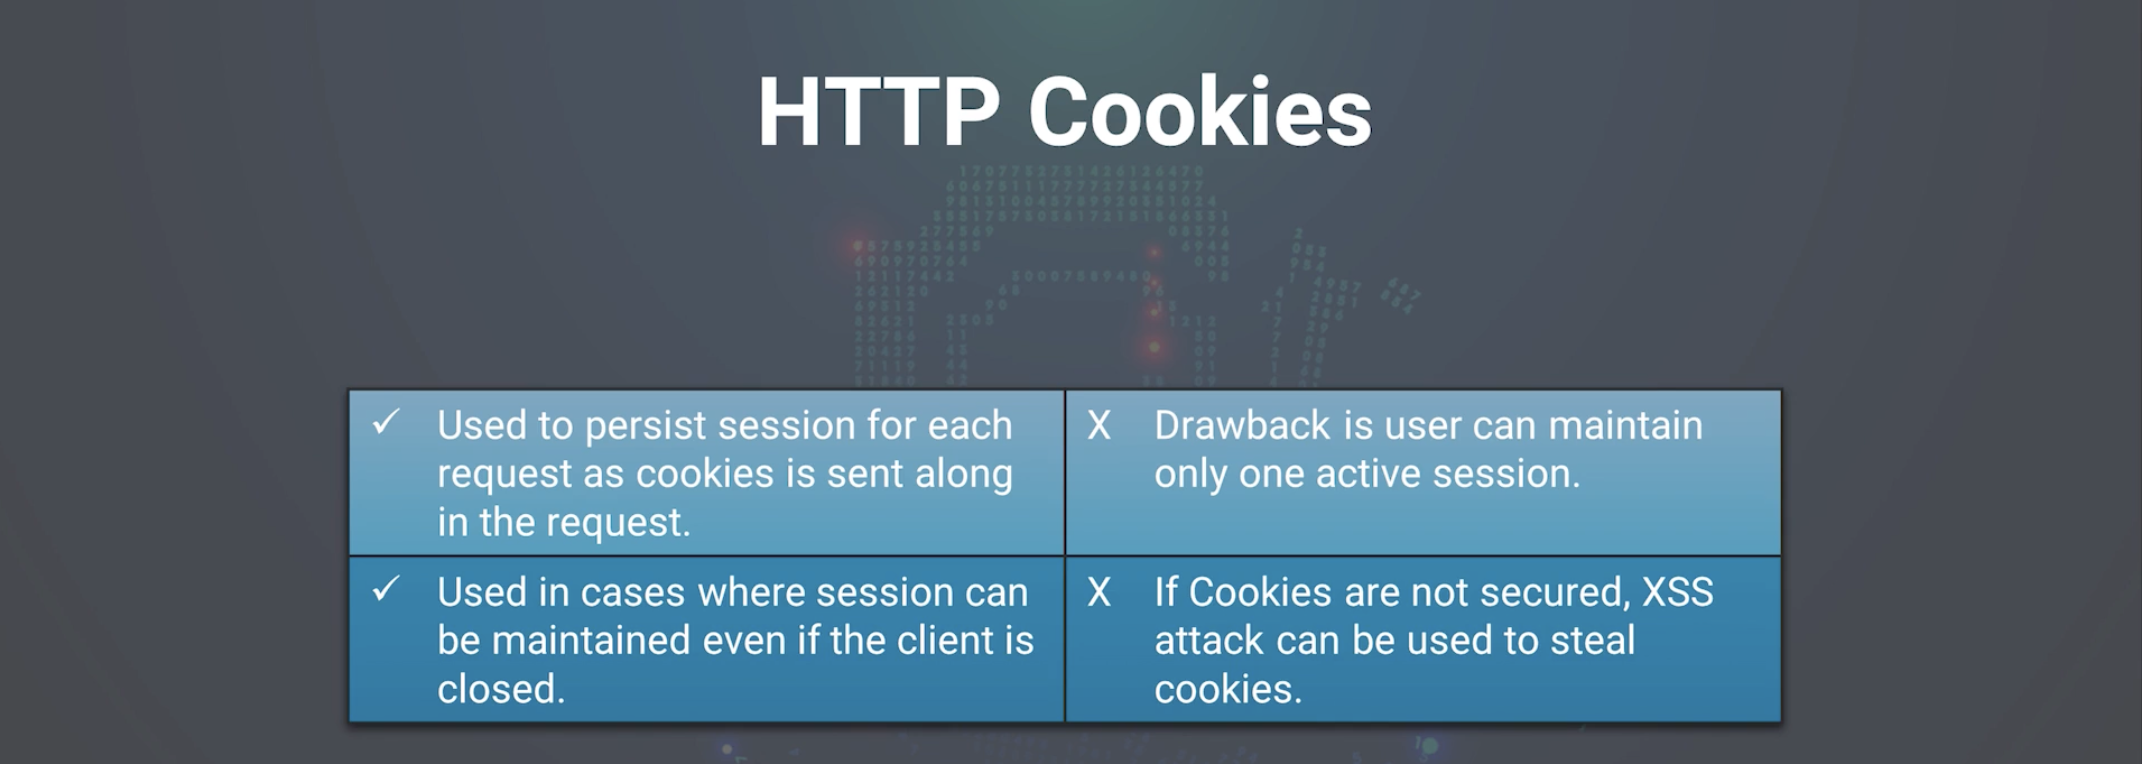 HTTP Cookies
✓ Used to persist session for each
request as cookies is sent along
in the request.
X Drawback is user can maintain
only one active session.
✓ Used in cases where session can
be maintained even if the client is
closed.
X If Cookies are not secured, XSS
attack can be used to steal
cookies.